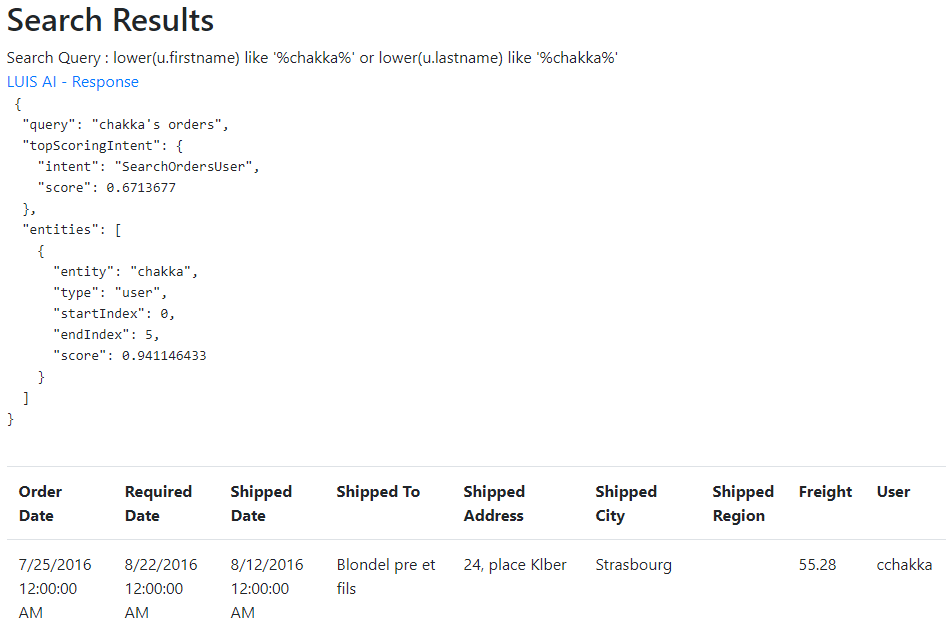 Search Results
Search Query : lower(u.firstname) like '%chakka%' or lower(u.lastname) like '%chakka%'
LUIS AI - Response
{
"query": "chakka's orders",
"topScoringIntent": {
"intent": "SearchOrdersUser",
"score": 0.6713677
},
"entities": [
{
"entity": "chakka",
"type": "user",
"startIndex": 0,
"endIndex": 5,
"score": 0.941146433
}
]
}
Order Date Required Date Shipped Date Shipped To Shipped Address Shipped City Shipped Region Freight User
7/25/2016 12:00:00 AM 8/22/2016 12:00:00 AM 8/12/2016 12:00:00 AM Blondel pre et fils 24, place Klber Strasbourg 55.28 cchakka